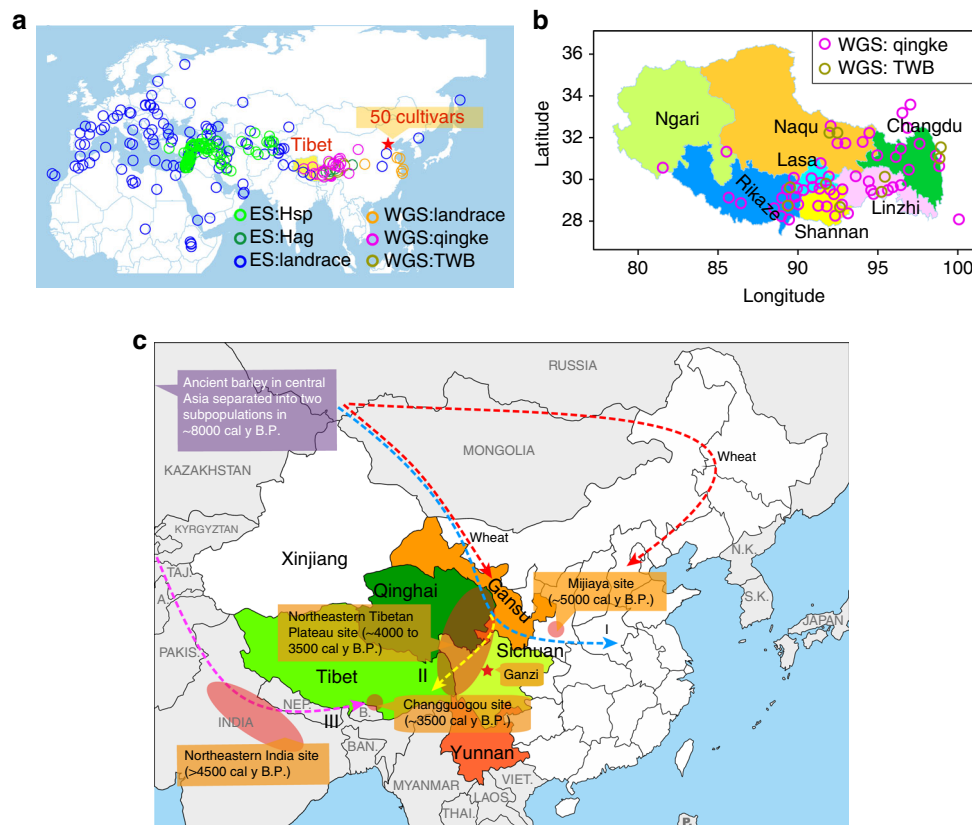 a
50 cultivars
Tibet
ES:Hsp
ES:Hag
ES:landrace
WGS:landrace
WGS:qingke
WGS:TWB
b
WGS: qingke
WGS: TWB
36
34
32
30
28
Latitude
Ngari
Naqu
Changdu
Lasa
Rikaze
Linzhi
Shannan
80
85
90
95
100
Longitude
c
Ancient barley in central
Asia separated into two
subpopulations in
~8000 cal y B.P.
RUSSIA
MONGOLIA
KAZAKHSTAN
Wheat
KYRGYZTAN
Wheat
Xinjiang
N.K.
TAJ.
Qinghai
Gansu
Mijiaya site
(~5000 cal y B.P.)
S.K.
A.
JAPAN
Northeastern Tibetan
Plateau site (~4000 to
3500 cal y B.P.)
I
PAKIS.
Sichuan
Tibet
II
Ganzi
NEP.
B.
Changguogou site
(~3500 cal y B.P.)
INDIA
III
Northeastern India site
(>4500 cal y B.P.)
BAN.
Yunnan
MYANMAR
VIET.
LAOS
THAI.
P.